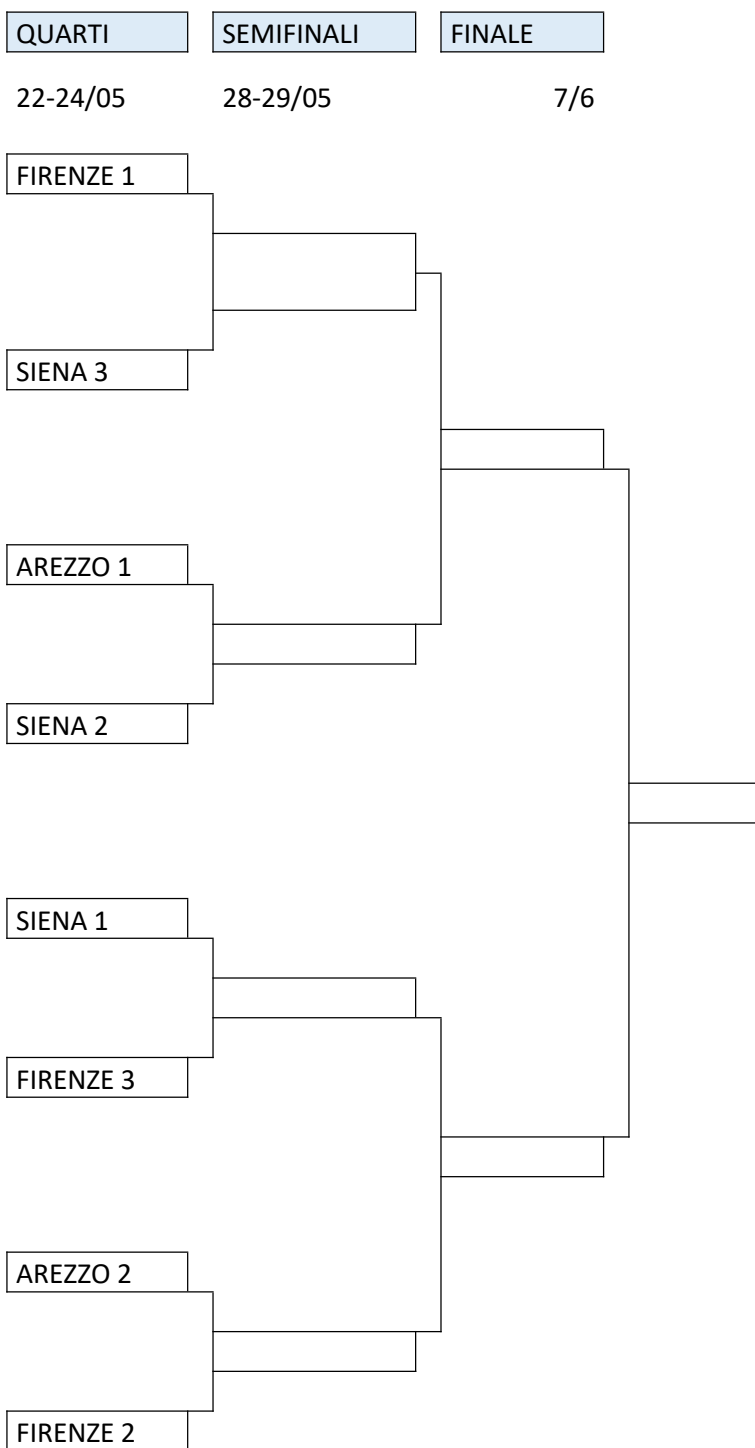 QUARTI SEMIFINALI FINALE
22-24/05 28-29/05 7/6
FIRENZE 1
SIENA 3
AREZZO 1
SIENA 2
SIENA 1
FIRENZE 3
AREZZO 2
FIRENZE 2